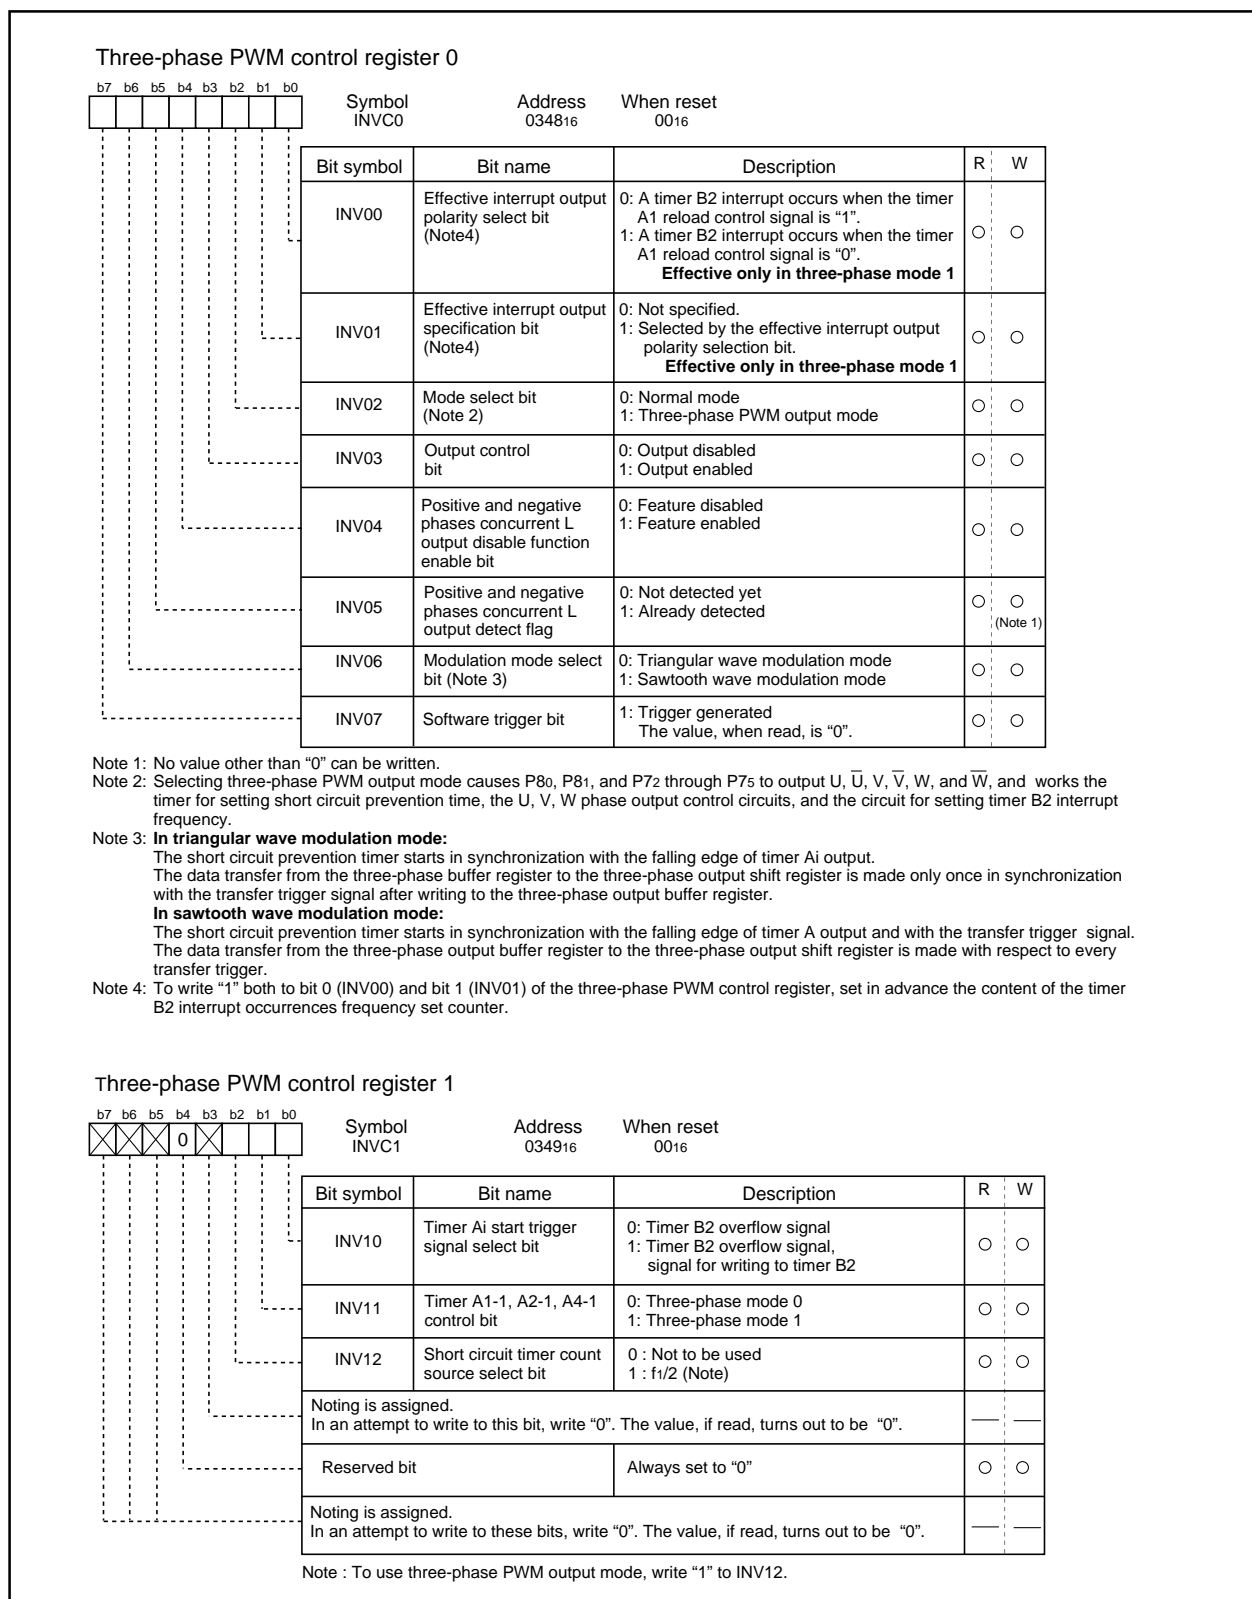 Three-phase PWM control register 0
b7 b6 b5 b4 b3 b2 b1 b0
Symbol Address When reset
INVC0 034816 0016
Bit symbol Bit name Description R W
INV00
Effective interrupt output
polarity select bit
(Note4)
0: A timer B2 interrupt occurs when the timer
A1 reload control signal is “1”.
1: A timer B2 interrupt occurs when the timer
A1 reload control signal is “0”.
Effective only in three-phase mode 1
INV01
Effective interrupt output
specification bit
(Note4)
0: Not specified.
1: Selected by the effective interrupt output
polarity selection bit.
Effective only in three-phase mode 1
INV02
Mode select bit
(Note 2)
0: Normal mode
1: Three-phase PWM output mode
INV03
Output control
bit
0: Output disabled
1: Output enabled
INV04
Positive and negative
phases concurrent L
output disable function
enable bit
0: Feature disabled
1: Feature enabled
INV05
Positive and negative
phases concurrent L
output detect flag
0: Not detected yet
1: Already detected
(Note 1)
INV06
Modulation mode select
bit (Note 3)
0: Triangular wave modulation mode
1: Sawtooth wave modulation mode
INV07
Software trigger bit
1: Trigger generated
The value, when read, is “0”.
Note 1: No value other than “0” can be written.
Note 2: Selecting three-phase PWM output mode causes P80, P81, and P72 through P75 to output U, U̅, V, V̅, W, and W̅, and works the
timer for setting short circuit prevention time, the U, V, W phase output control circuits, and the circuit for setting timer B2 interrupt
frequency.
Note 3: In triangular wave modulation mode:
The short circuit prevention timer starts in synchronization with the falling edge of timer Ai output.
The data transfer from the three-phase buffer register to the three-phase output shift register is made only once in synchronization
with the transfer trigger signal after writing to the three-phase output buffer register.
In sawtooth wave modulation mode:
The short circuit prevention timer starts in synchronization with the falling edge of timer A output and with the transfer trigger signal.
The data transfer from the three-phase output buffer register to the three-phase output shift register is made with respect to every
transfer trigger.
Note 4: To write “1” both to bit 0 (INV00) and bit 1 (INV01) of the three-phase PWM control register, set in advance the content of the timer
B2 interrupt occurrences frequency set counter.
Three-phase PWM control register 1
b7 b6 b5 b4 b3 b2 b1 b0
0
Symbol Address When reset
INVC1 034916 0016
Bit symbol Bit name Description R W
INV10
Timer Ai start trigger
signal select bit
0: Timer B2 overflow signal
1: Timer B2 overflow signal,
signal for writing to timer B2
INV11
Timer A1-1, A2-1, A4-1
control bit
0: Three-phase mode 0
1: Three-phase mode 1
INV12
Short circuit timer count
source select bit
0 : Not to be used
1 : f1/2 (Note)
Noting is assigned.
In an attempt to write to this bit, write “0”. The value, if read, turns out to be “0”.
Reserved bit Always set to “0”
Noting is assigned.
In an attempt to write to these bits, write “0”. The value, if read, turns out to be “0”.
Note : To use three-phase PWM output mode, write “1” to INV12.